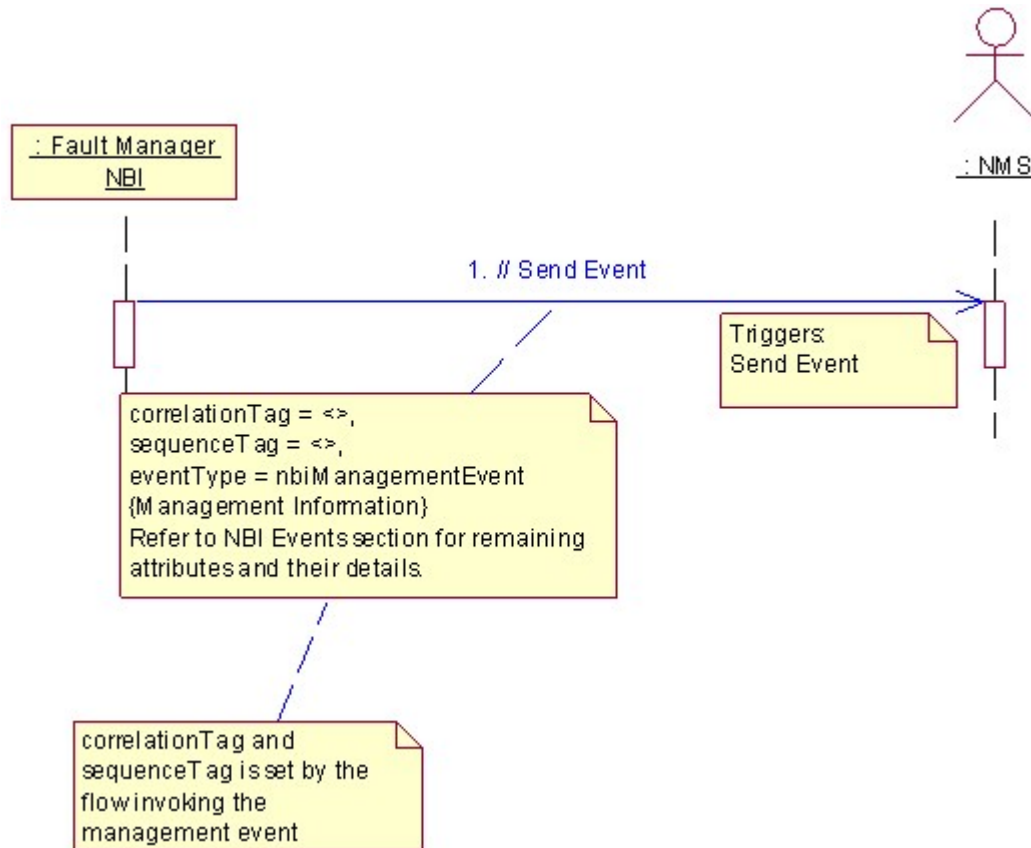 : Fault Manager
NBI
: NMS
1. // Send Event
Triggers:
Send Event
correlationTag = <>,
sequenceTag = <>,
eventType = nbiManagementEvent
{Management Information}
Refer to NBI Events section for remaining
attributes and their details.
correlationTag and
sequenceTag is set by the
flow invoking the
management event